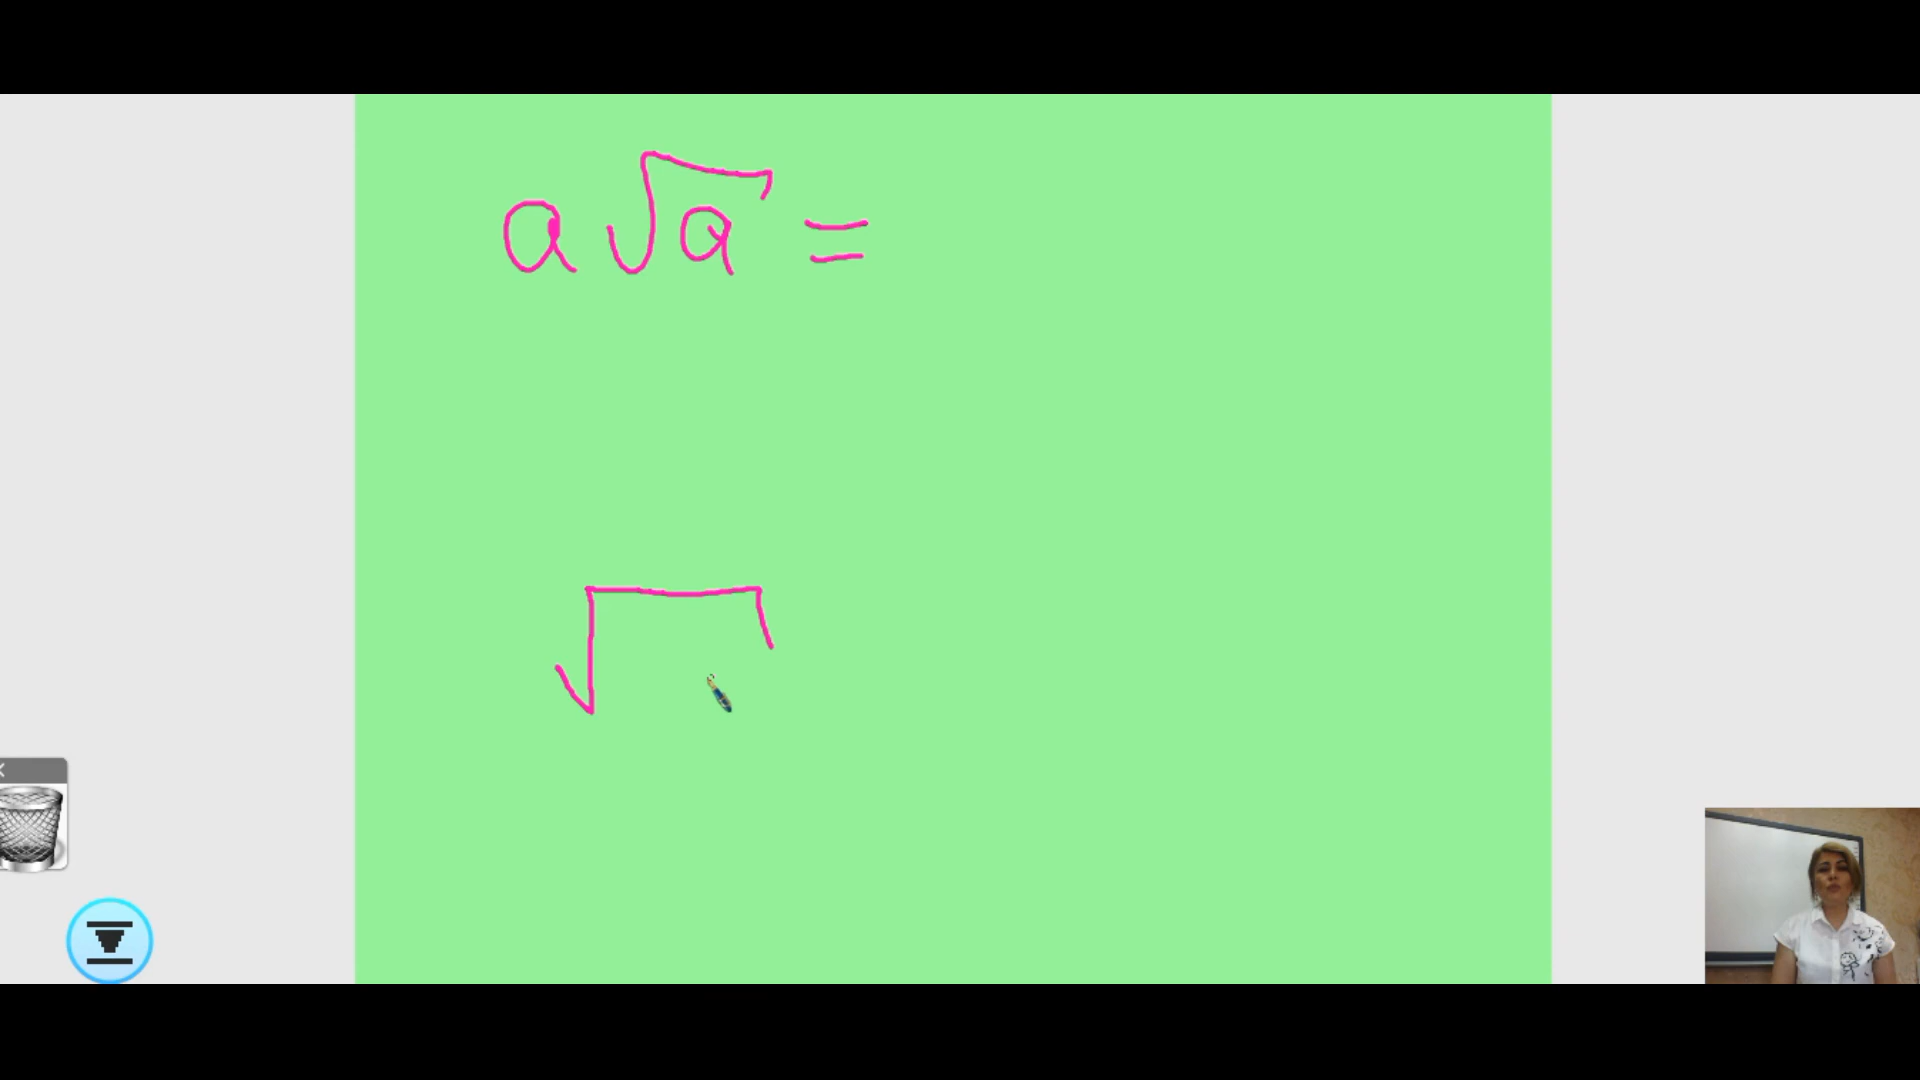 a √a =
√